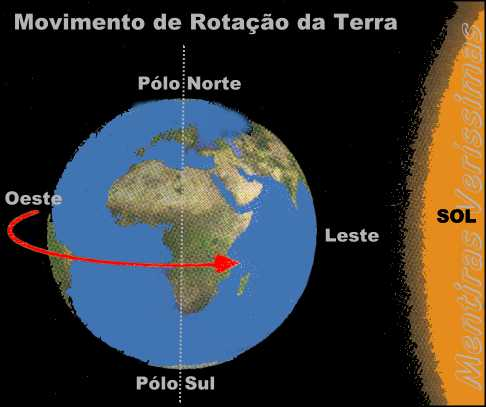 Movimento de Rotação da Terra
Pólo Norte
Oeste
Leste
SOL
Pólo Sul
Mentiras Veríssimas